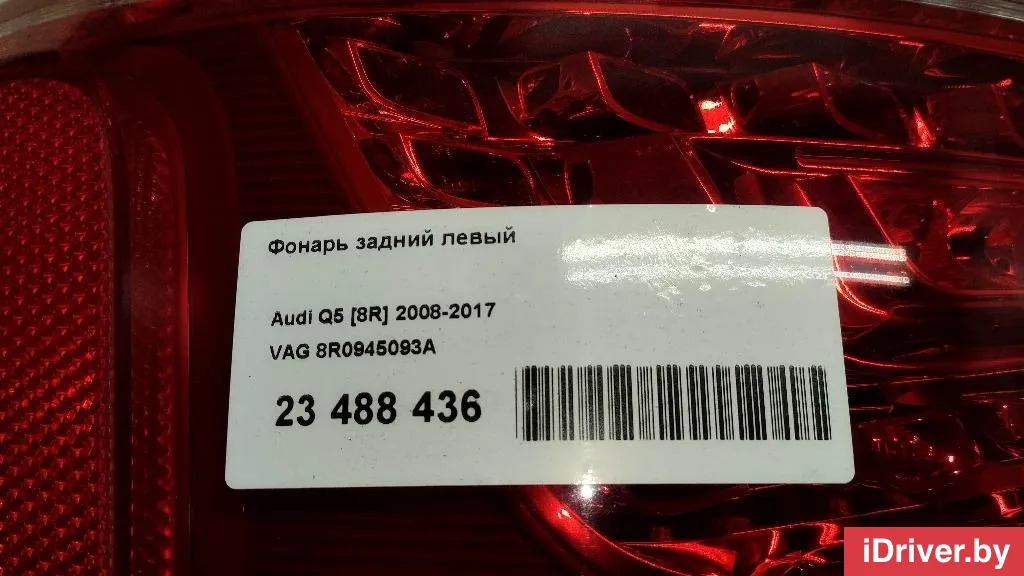 Фонарь задний левый
Audi Q5 [8R] 2008-2017
VAG 8R0945093A
23 488 436
iDriver.by